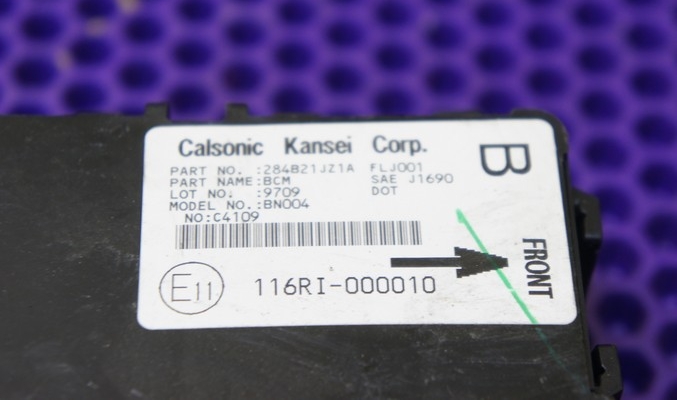 Calsonic Kansei Corp.
PART NO. :284B21JZ1A FLJ001
PART NAME:BCM SAE J1690
LOT NO. :9709 DOT
MODEL NO.:BN004
NO:C4109
B
FRONT
E11 116RI-000010